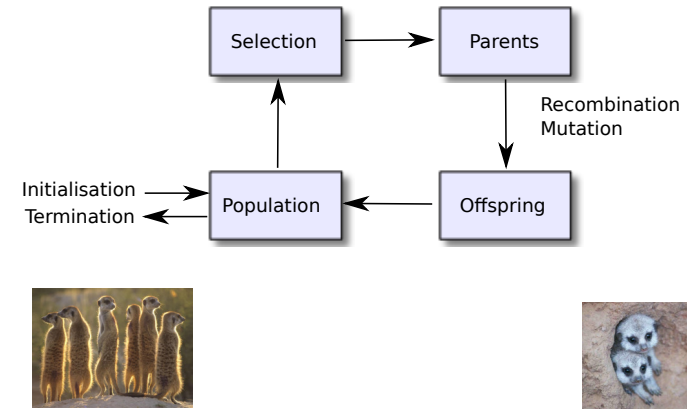 Selection
Parents
Recombination
Mutation
Initialisation
Termination
Population
Offspring